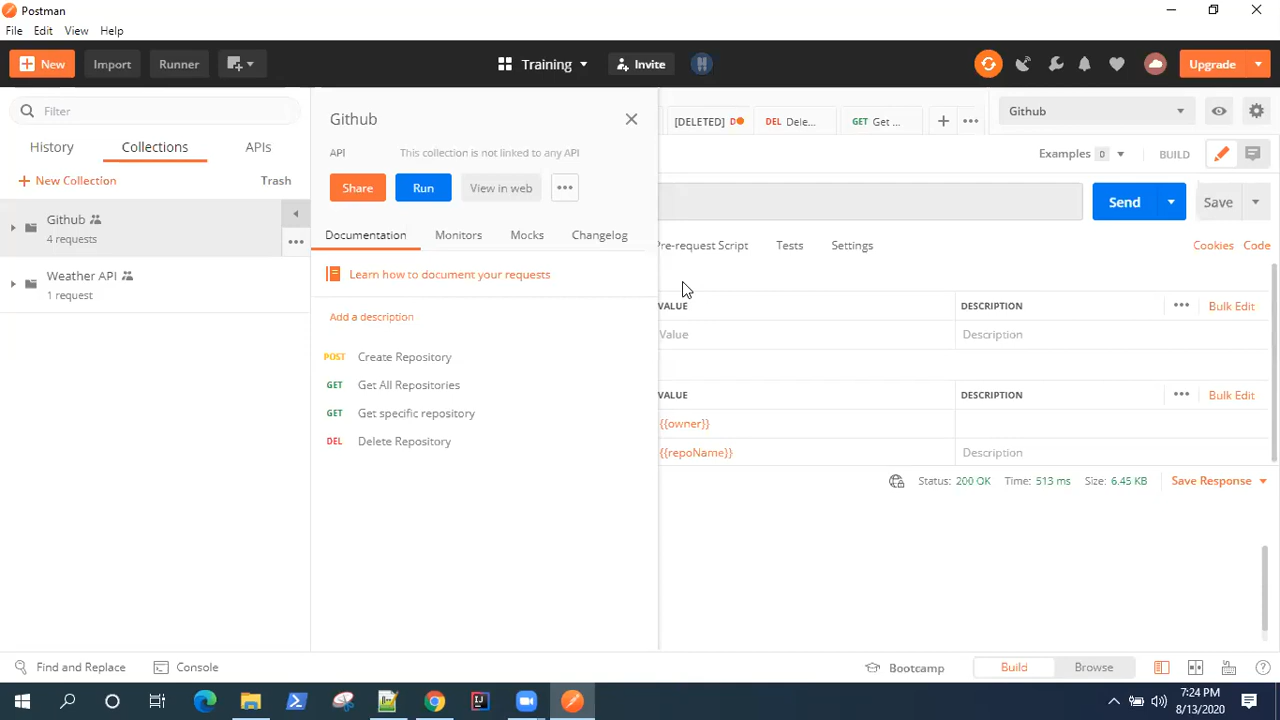 Postman
File Edit View Help
New Import Runner Training Invite Upgrade
Filter
History Collections APIs
New Collection Trash
Github
4 requests
Weather API
1 request
Github
API This collection is not linked to any API
Share Run View in web
Documentation Monitors Mocks Changelog
Learn how to document your requests
Add a description
POST Create Repository
GET Get All Repositories
GET Get specific repository
DEL Delete Repository
[DELETED] DEL Dele... GET Get ...
Github
Examples 0 BUILD
Send Save
Pre-request Script Tests Settings Cookies Code
VALUE DESCRIPTION Bulk Edit
Value Description
VALUE DESCRIPTION Bulk Edit
{{owner}}
{{repoName}} Description
Status: 200 OK Time: 513 ms Size: 6.45 KB Save Response
Find and Replace Console Bootcamp Build Browse
7:24 PM
8/13/2020